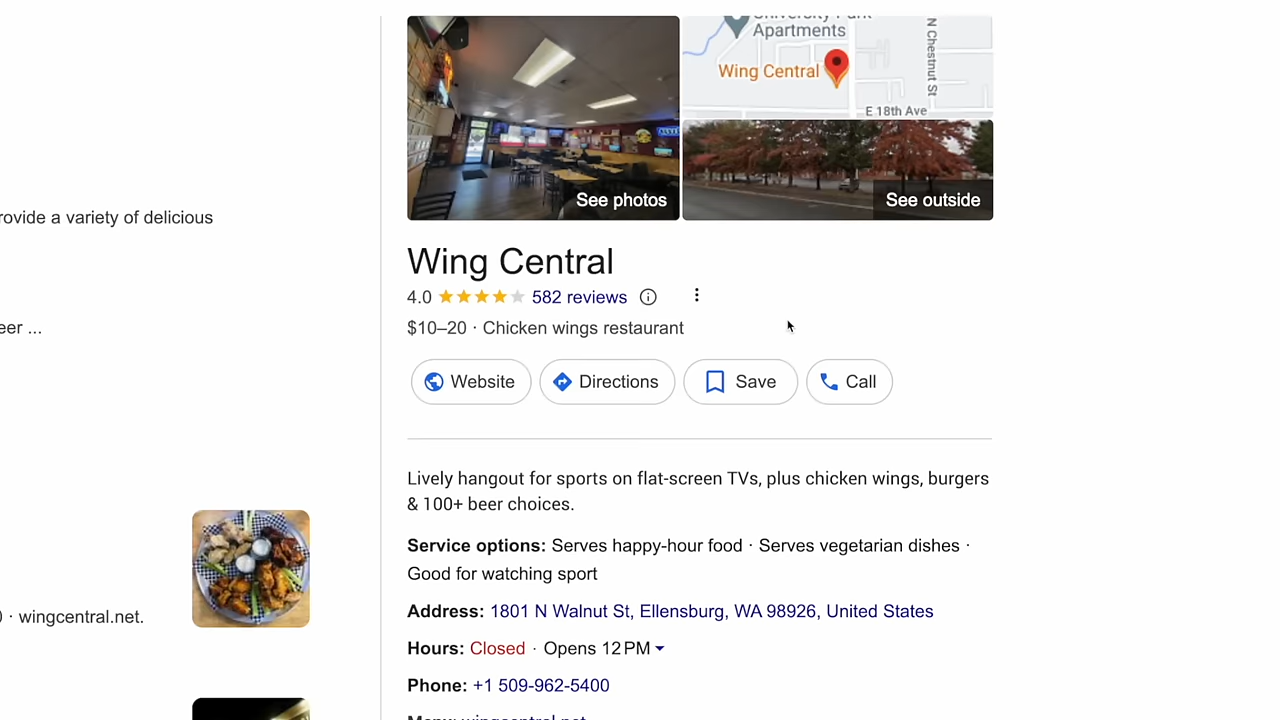 University Park
Apartments
N Chestnut St
Wing Central
E 18th Ave
See photos
See outside
rovide a variety of delicious
Wing Central
4.0 582 reviews
eer ...
$10–20 · Chicken wings restaurant
Website
Directions
Save
Call
Lively hangout for sports on flat-screen TVs, plus chicken wings, burgers
& 100+ beer choices.
Service options: Serves happy-hour food · Serves vegetarian dishes ·
Good for watching sport
Address: 1801 N Walnut St, Ellensburg, WA 98926, United States
) · wingcentral.net.
Hours: Closed · Opens 12 PM
Phone: +1 509-962-5400
Menu: wingcentral.net